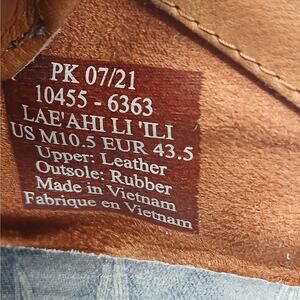 PK 07/21
10455 - 6363
LAE'AHI LI 'ILI
US M10.5 EUR 43.5
Upper: Leather
Outsole: Rubber
Made in Vietnam
Fabrique en Vietnam